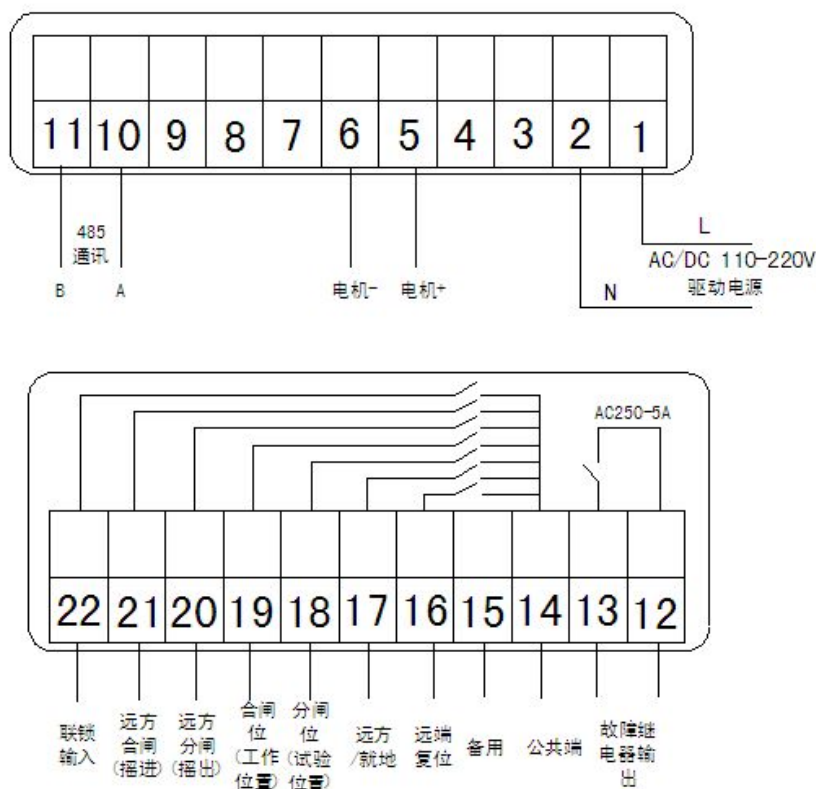 11 10 9 8 7 6 5 4 3 2 1
485
通讯
B
A
电机-
电机+
L
AC/DC 110-220V
驱动电源
N
AC250-5A
22 21 20 19 18 17 16 15 14 13 12
联锁
输入
远方
合闸
(摇进)
远方
分闸
(摇出)
合闸
位
(工作
位置)
分闸
位
(试验
位置)
远方
/就地
远端
复位
备用
公共端
故障继
电器输
出